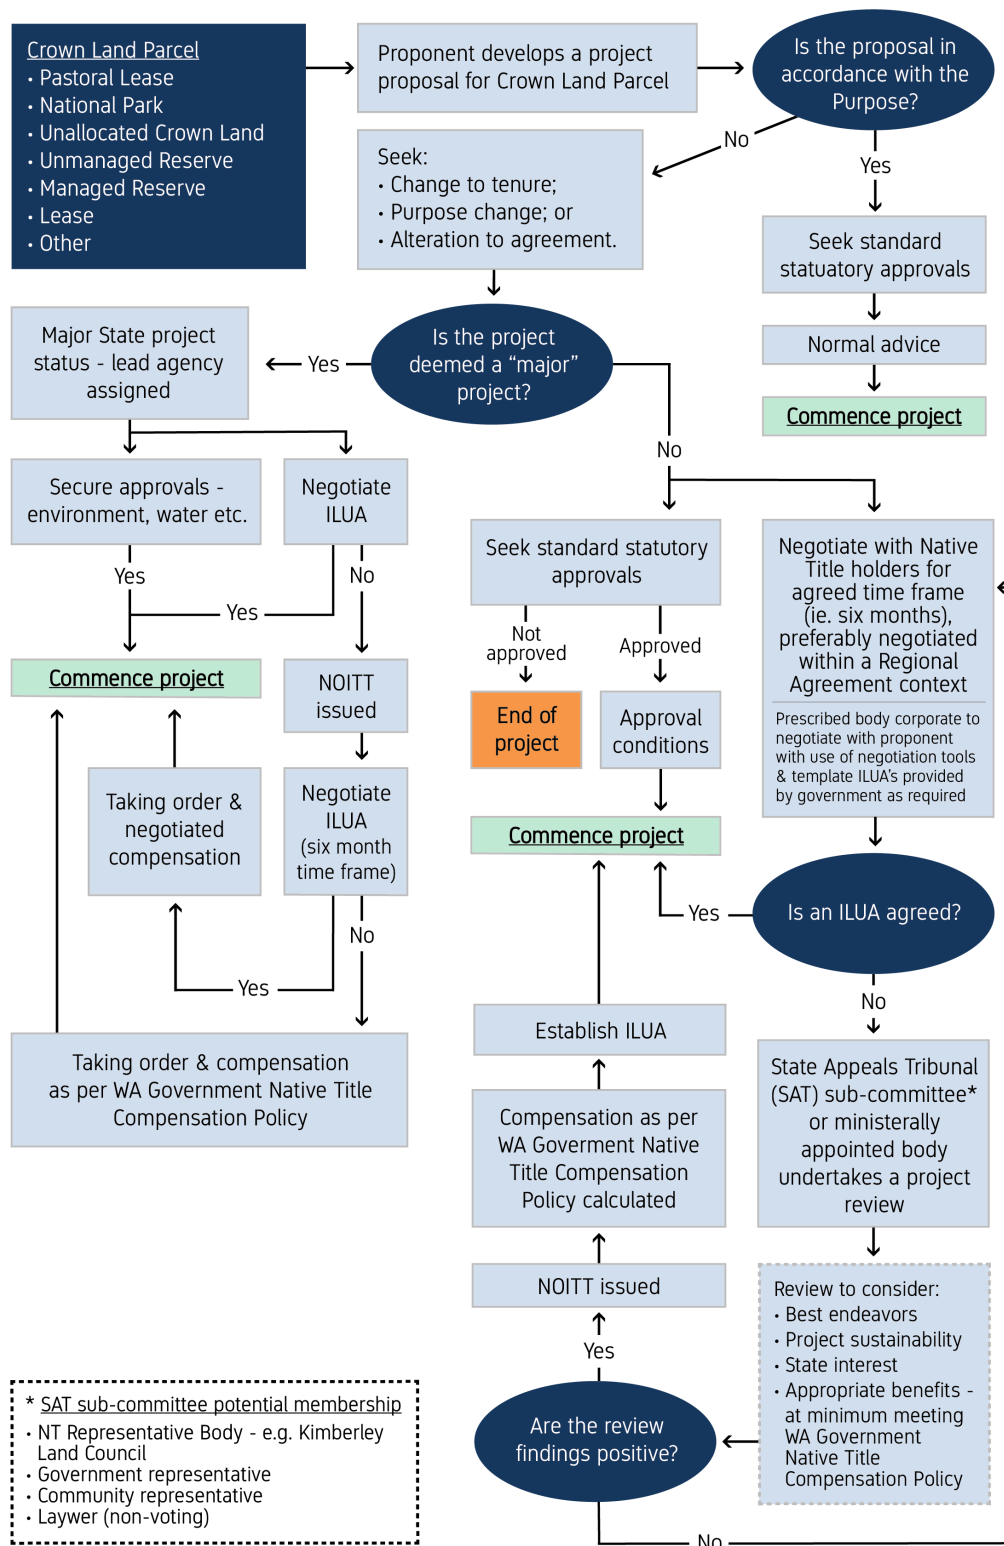 Crown Land Parcel
• Pastoral Lease
• National Park
• Unallocated Crown Land
• Unmanaged Reserve
• Managed Reserve
• Lease
• Other
Proponent develops a project
proposal for Crown Land Parcel
Is the proposal in
accordance with the
Purpose?
No
Yes
Seek:
• Change to tenure;
• Purpose change; or
• Alteration to agreement.
Seek standard
statuatory approvals
Normal advice
Commence project
Is the project
deemed a “major”
project?
Yes
No
Major State project
status - lead agency
assigned
Secure approvals -
environment, water etc.
Negotiate
ILUA
Yes
No
Yes
Commence project
NOITT
issued
Taking order &
negotiated
compensation
Negotiate
ILUA
(six month
time frame)
No
Yes
Taking order & compensation
as per WA Government Native Title
Compensation Policy
Seek standard statutory
approvals
Not
approved
Approved
End of
project
Approval
conditions
Commence project
Negotiate with Native
Title holders for
agreed time frame
(ie. six months),
preferably negotiated
within a Regional
Agreement context
Prescribed body corporate to
negotiate with proponent
with use of negotiation tools
& template ILUA's provided
by government as required
Is an ILUA agreed?
Yes
No
State Appeals Tribunal
(SAT) sub-committee*
or ministerally
appointed body
undertakes a project
review
Review to consider:
• Best endeavors
• Project sustainability
• State interest
• Appropriate benefits -
at minimum meeting
WA Government
Native Title
Compensation Policy
Establish ILUA
Compensation as per
WA Goverment Native
Title Compensation
Policy calculated
NOITT issued
Yes
Are the review
findings positive?
No
* SAT sub-committee potential membership
• NT Representative Body - e.g. Kimberley
Land Council
• Government representative
• Community representative
• Laywer (non-voting)